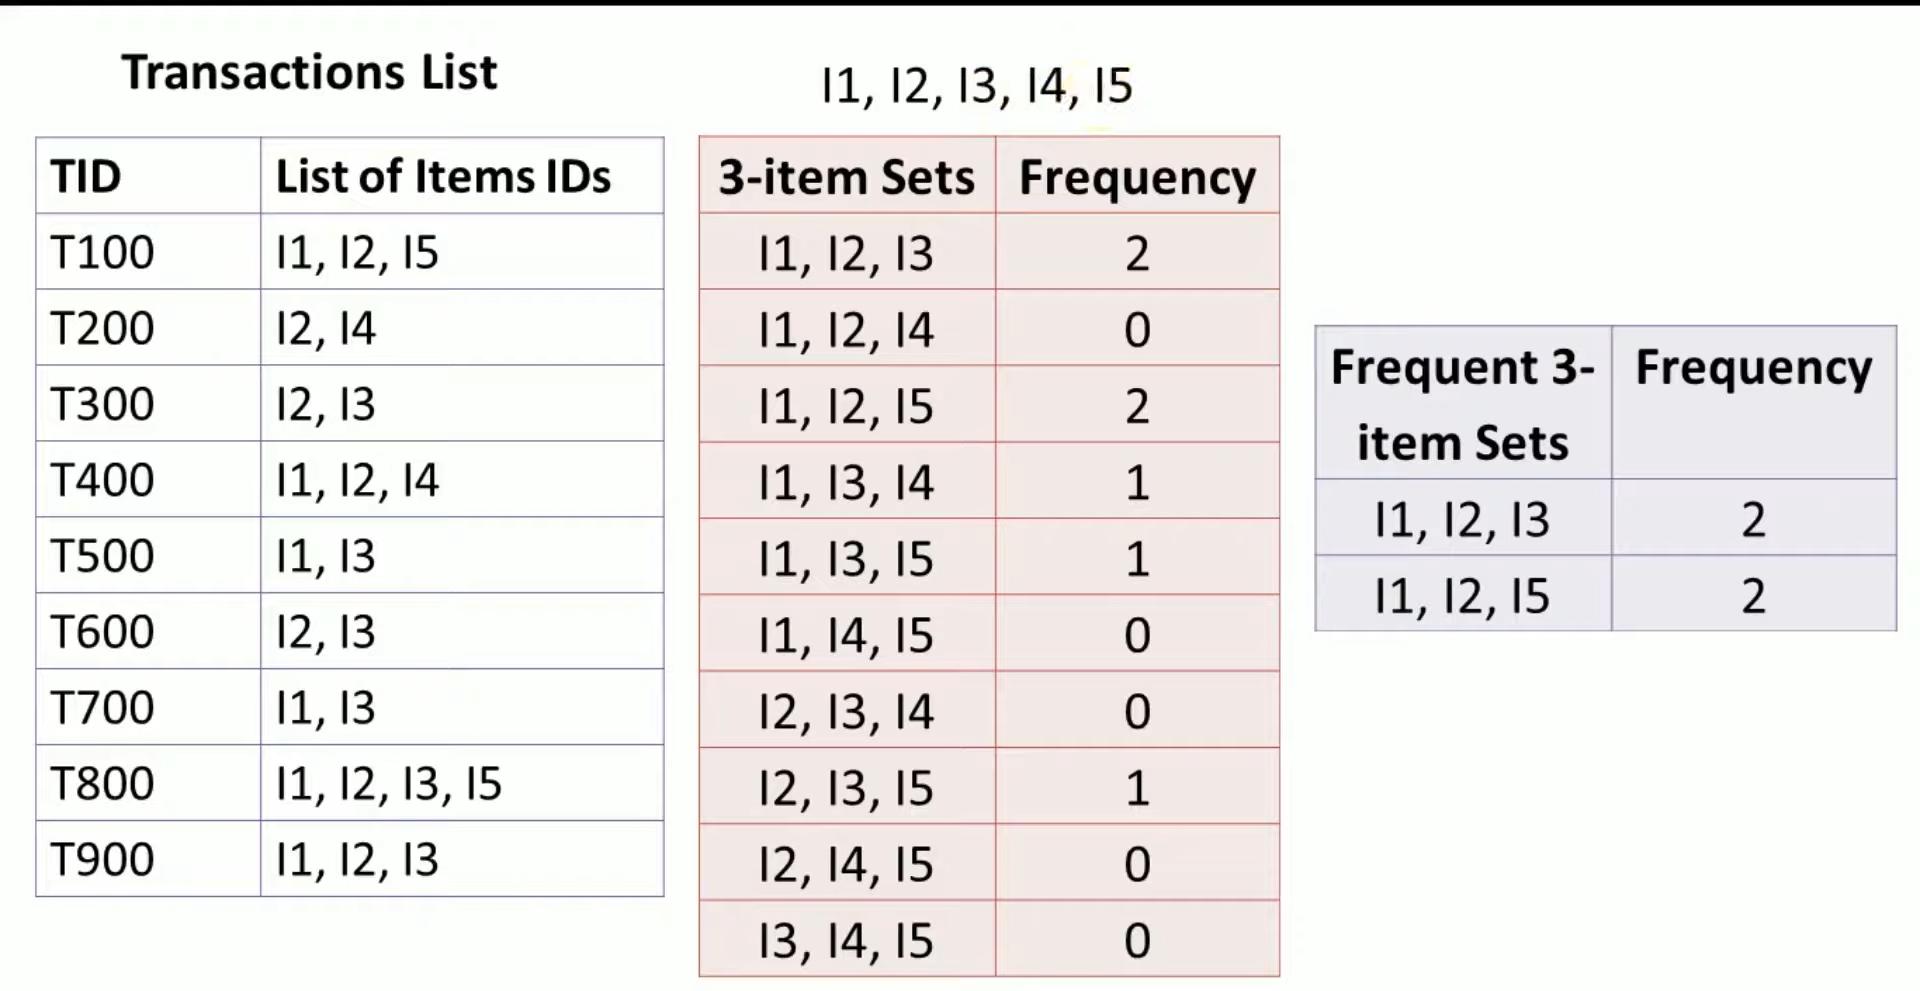 Transactions List
TID List of Items IDs
T100 I1, I2, I5
T200 I2, I4
T300 I2, I3
T400 I1, I2, I4
T500 I1, I3
T600 I2, I3
T700 I1, I3
T800 I1, I2, I3, I5
T900 I1, I2, I3
I1, I2, I3, I4, I5
3-item Sets Frequency
I1, I2, I3 2
I1, I2, I4 0
I1, I2, I5 2
I1, I3, I4 1
I1, I3, I5 1
I1, I4, I5 0
I2, I3, I4 0
I2, I3, I5 1
I2, I4, I5 0
I3, I4, I5 0
Frequent 3- Frequency
item Sets
I1, I2, I3 2
I1, I2, I5 2